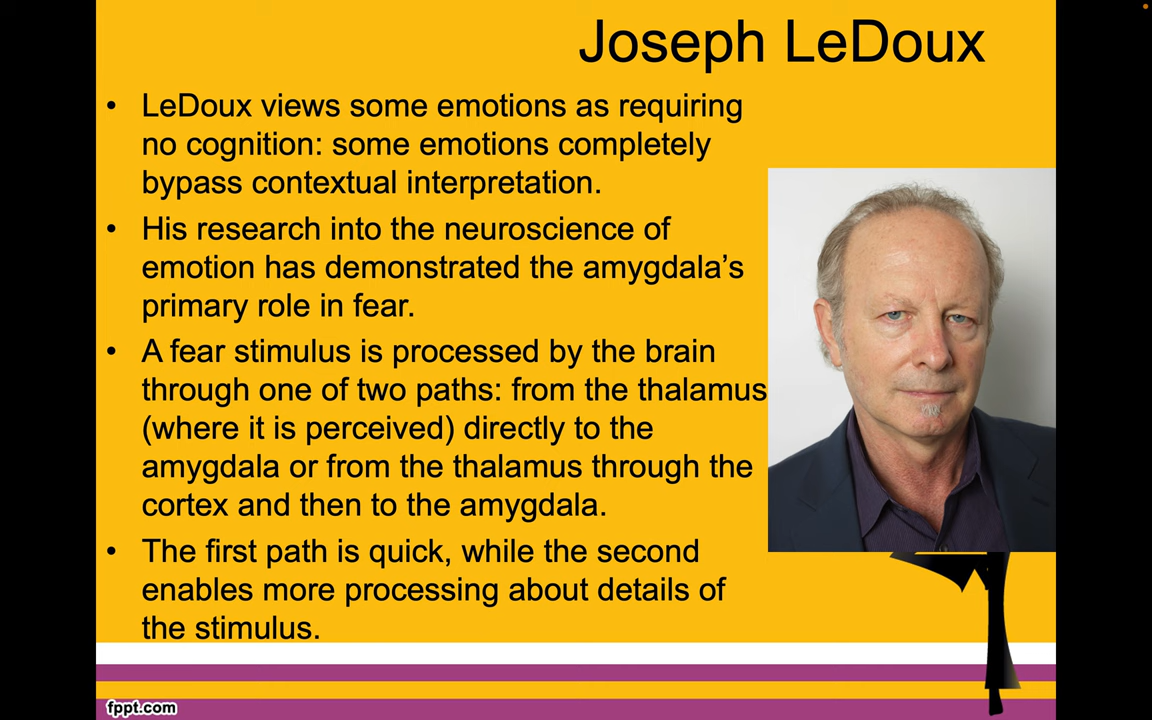 Joseph LeDoux
• LeDoux views some emotions as requiring
no cognition: some emotions completely
bypass contextual interpretation.
• His research into the neuroscience of
emotion has demonstrated the amygdala’s
primary role in fear.
• A fear stimulus is processed by the brain
through one of two paths: from the thalamus
(where it is perceived) directly to the
amygdala or from the thalamus through the
cortex and then to the amygdala.
• The first path is quick, while the second
enables more processing about details of
the stimulus.
fppt.com